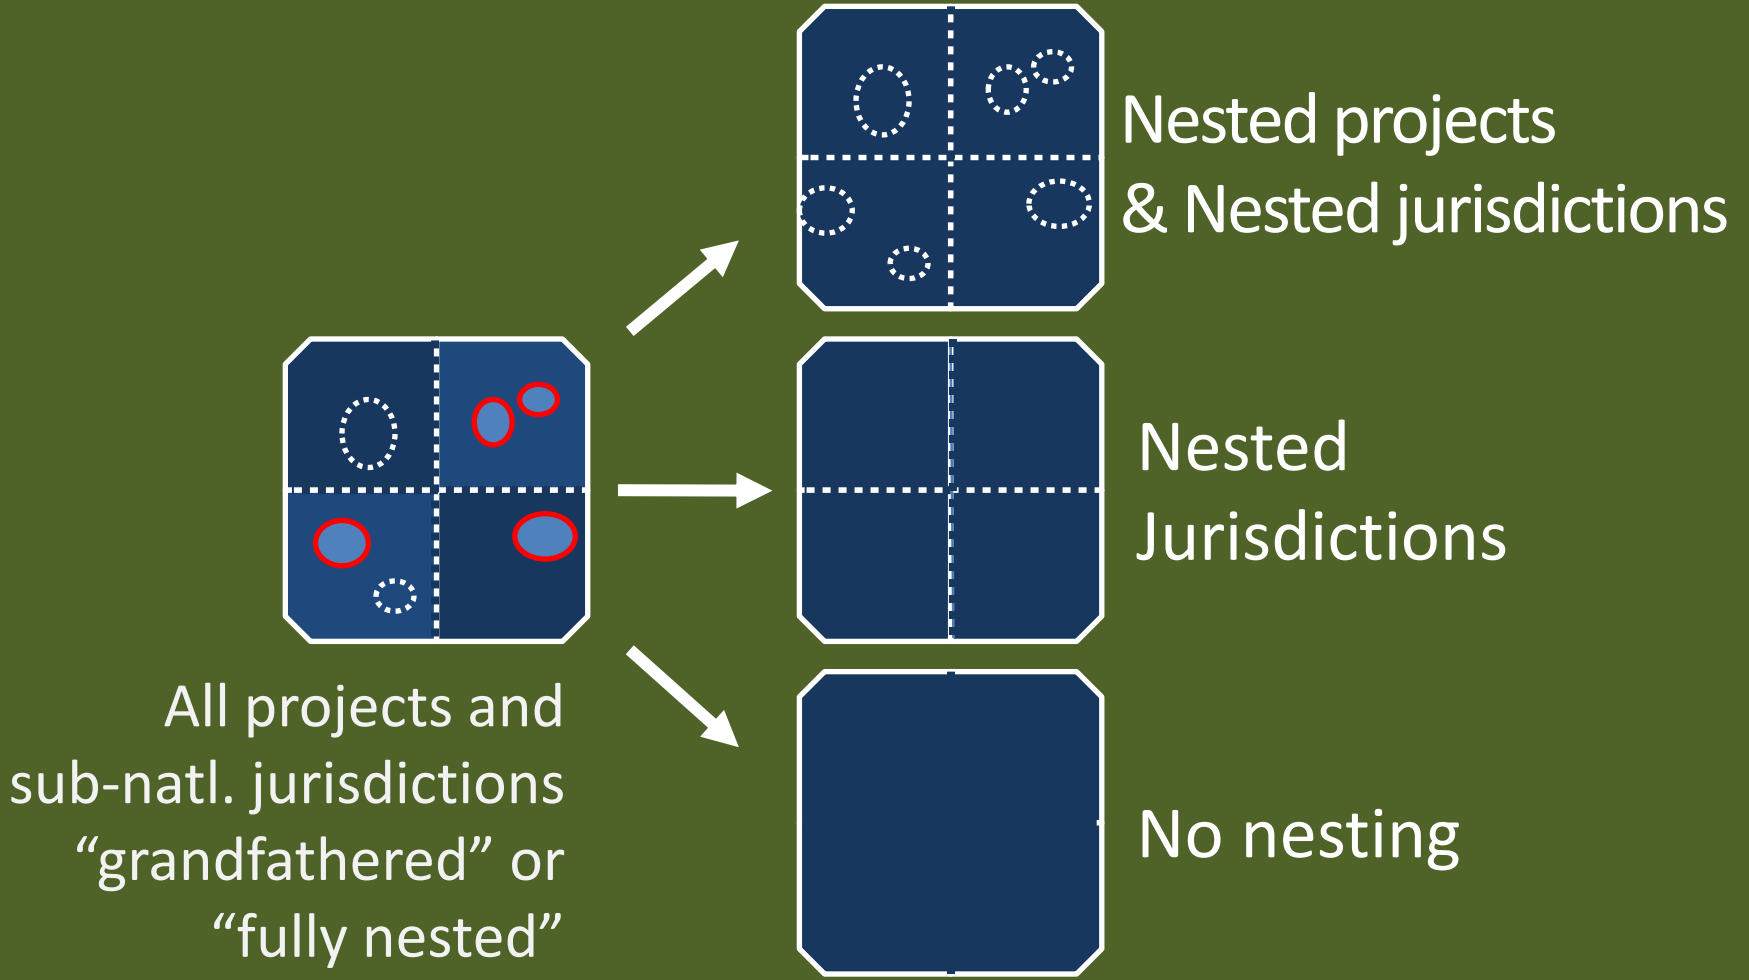 Nested projects
& Nested jurisdictions
Nested
Jurisdictions
All projects and
sub-natl. jurisdictions
“grandfathered” or
“fully nested”
No nesting